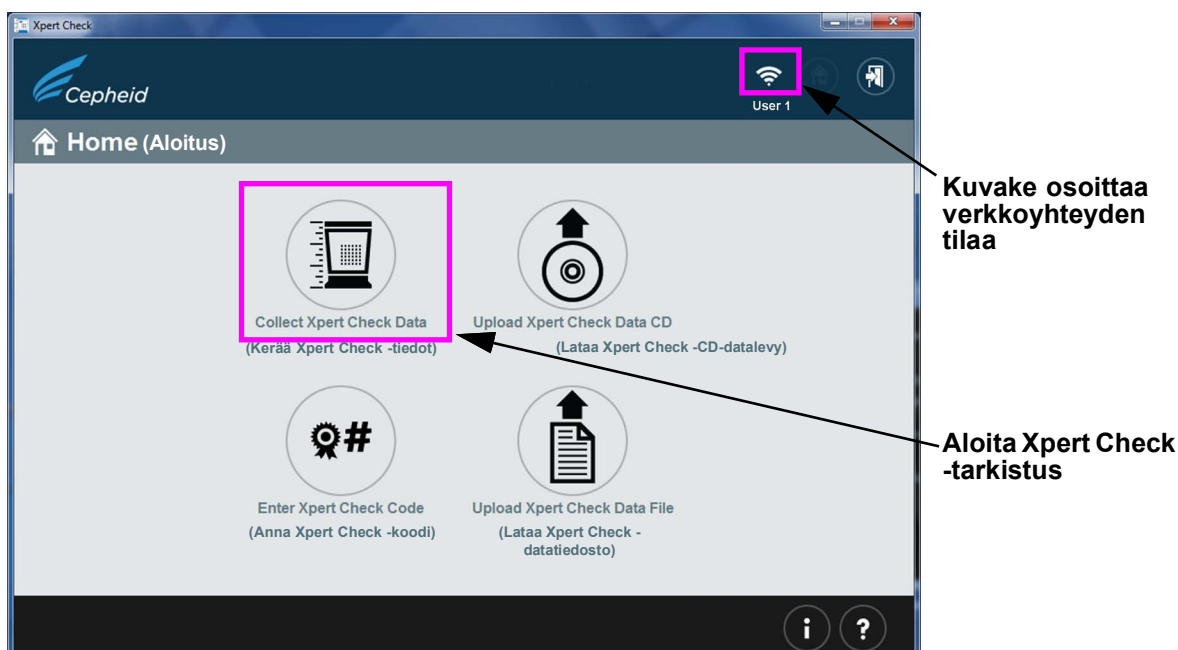 Xpert Check
Cepheid
User 1
Home (Aloitus)
Kuvake osoittaa
verkkoyhteyden
tilaa
Collect Xpert Check Data
(Kerää Xpert Check -tiedot)
Upload Xpert Check Data CD
(Lataa Xpert Check -CD-datalevy)
Aloita Xpert Check
-tarkistus
#
Enter Xpert Check Code
(Anna Xpert Check -koodi)
Upload Xpert Check Data File
(Lataa Xpert Check -
datatiedosto)
i ?